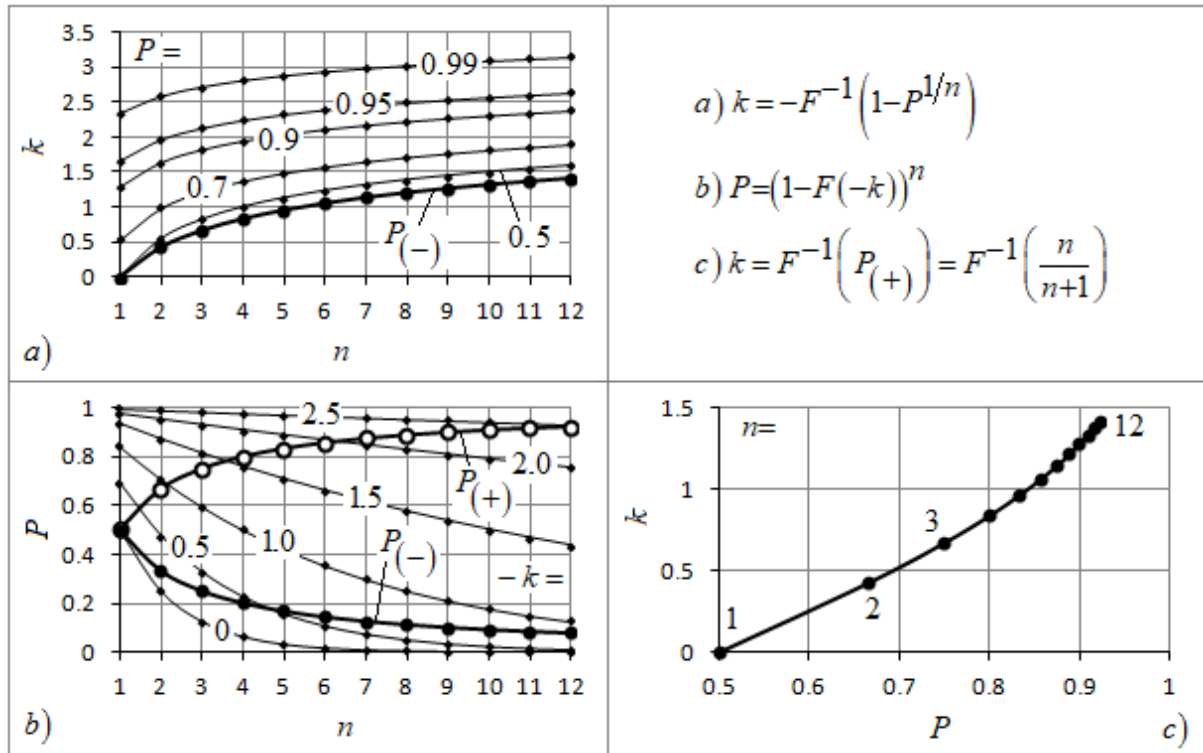 3.5
3
2.5
2
1.5
1
0.5
0
k
P =
0.99
0.95
0.9
0.7
P(−)
0.5
1 2 3 4 5 6 7 8 9 10 11 12
a)
n
a) k = −F^{−1}(1−P^{1/n})
b) P=(1−F(−k))^n
c) k = F^{−1}(P_{(+)}) = F^{−1}(n/(n+1))
1
0.8
0.6
0.4
0.2
0
P
2.5
2.0
P(+)
1.5
1.0
0.5
P(−)
−k =
0
1 2 3 4 5 6 7 8 9 10 11 12
b)
n
1.5
1
0.5
0
k
n=
12
3
2
1
0.5 0.6 0.7 0.8 0.9 1
P
c)